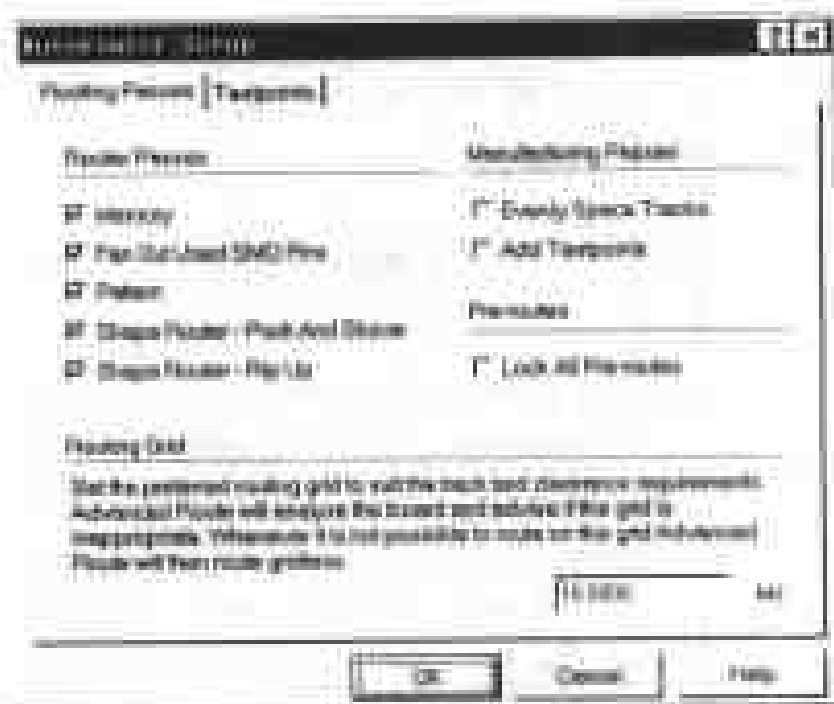 Routing Passes Testpoints
Router Passes
Manufacturing Passes
Memory
Evenly Space Tracks
Fan Out Used SMD Pins
Add Testpoints
Pattern
Pre-routes
Shape Router - Push And Shove
Shape Router - Rip Up
Lock All Pre-routes
Routing Grid
Set the preferred routing grid to suit the track and clearance requirements.
Advanced Router will analyze the board and advise if the grid is
inappropriate. Whenever it is not possible to route on the grid Advanced
Router will then route gridless.
OK Cancel Help